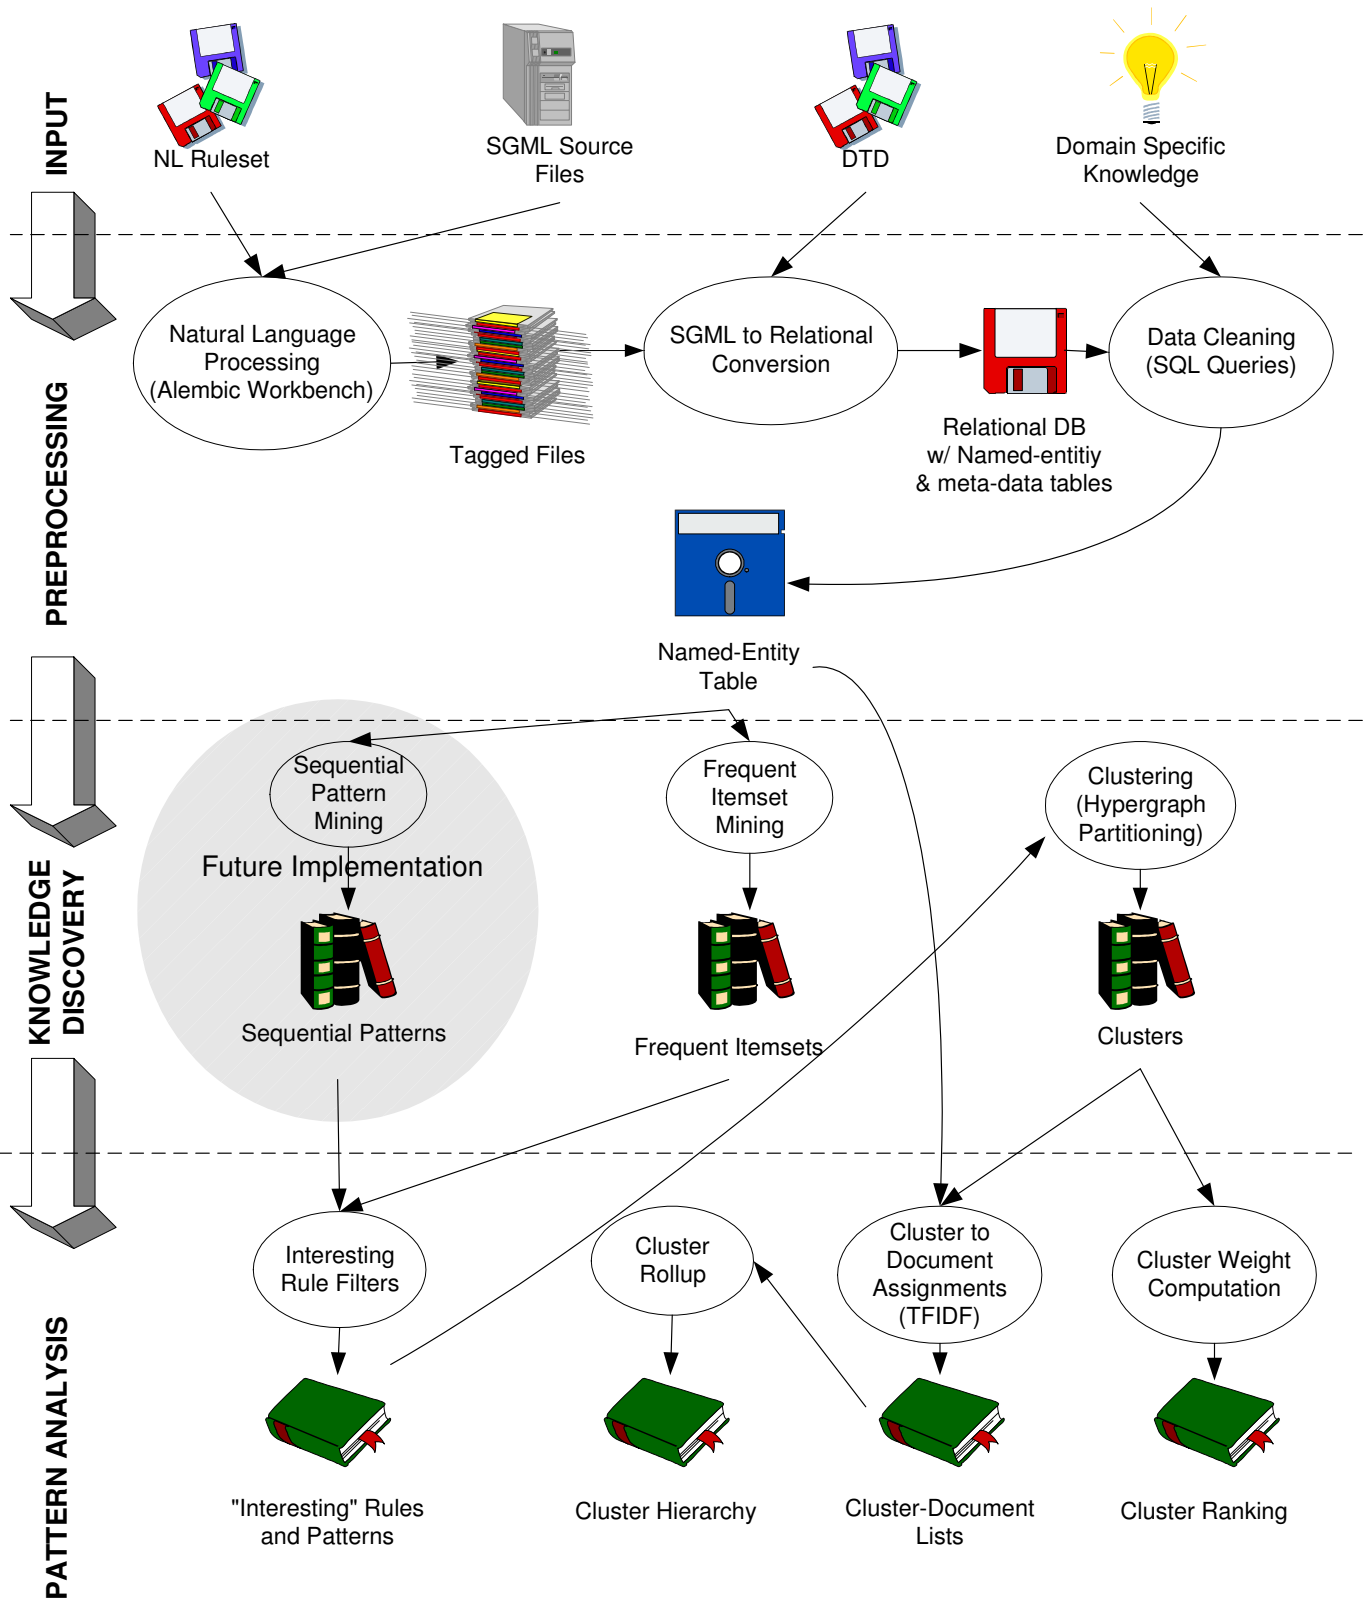 INPUT
NL Ruleset
SGML Source
Files
DTD
Domain Specific
Knowledge
PREPROCESSING
Natural Language
Processing
(Alembic Workbench)
Tagged Files
SGML to Relational
Conversion
Relational DB
w/ Named-entitiy
& meta-data tables
Data Cleaning
(SQL Queries)
Named-Entity
Table
KNOWLEDGE
DISCOVERY
Sequential
Pattern
Mining
Future Implementation
Sequential Patterns
Frequent
Itemset
Mining
Frequent Itemsets
Clustering
(Hypergraph
Partitioning)
Clusters
PATTERN ANALYSIS
Interesting
Rule Filters
"Interesting" Rules
and Patterns
Cluster
Rollup
Cluster Hierarchy
Cluster to
Document
Assignments
(TFIDF)
Cluster-Document
Lists
Cluster Weight
Computation
Cluster Ranking